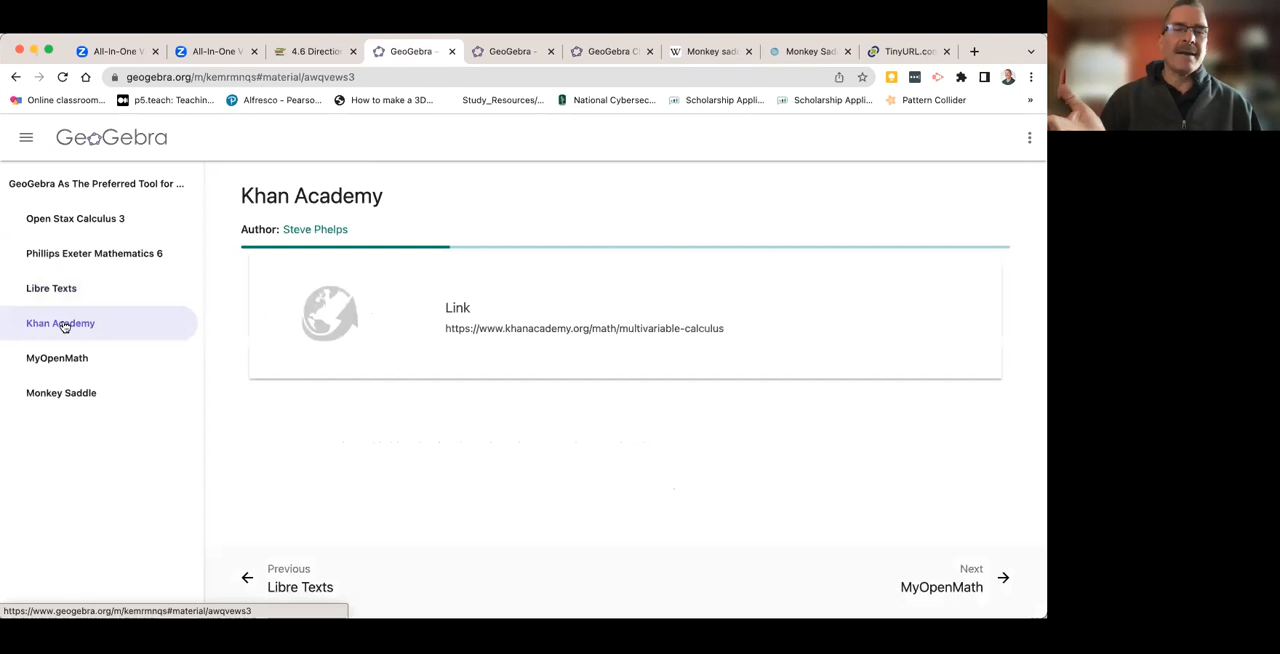 All-In-One V
All-In-One V
4.6 Directio
GeoGebra -
GeoGebra -
GeoGebra C
Monkey sad
Monkey Sad
TinyURL.co
geogebra.org/m/kemrmnqs#material/awqvews3
Online classroom...
p5.teach: Teachin...
Alfresco - Pearso...
How to make a 3D...
Study_Resources/...
National Cybersec...
Scholarship Appli...
Scholarship Appli...
Pattern Collider
»
GeoGebra
GeoGebra As The Preferred Tool for ...
Open Stax Calculus 3
Phillips Exeter Mathematics 6
Libre Texts
Khan Academy
MyOpenMath
Monkey Saddle
Khan Academy
Author: Steve Phelps
Link
https://www.khanacademy.org/math/multivariable-calculus
Previous
Libre Texts
Next
MyOpenMath
https://www.geogebra.org/m/kemrmnqs#material/awqvews3